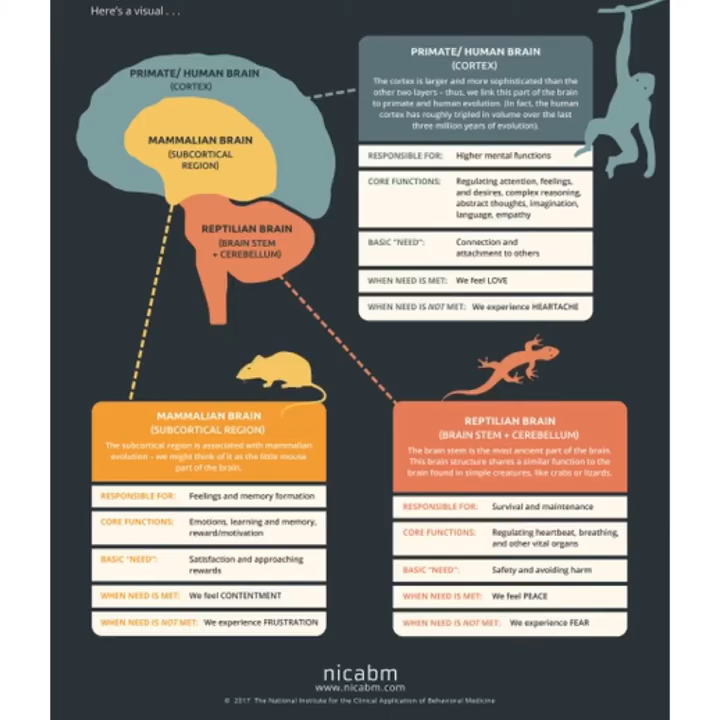 Here's a visual . . .
PRIMATE/ HUMAN BRAIN
(CORTEX)
MAMMALIAN BRAIN
(SUBCORTICAL
REGION)
REPTILIAN BRAIN
(BRAIN STEM
+ CEREBELLUM)
PRIMATE/ HUMAN BRAIN
(CORTEX)
The cortex is larger and more sophisticated than the
other two layers – thus, we link this part of the brain
to primate and human evolution. (In fact, the human
cortex has roughly tripled in volume over the last
three million years of evolution).
RESPONSIBLE FOR: Higher mental functions
CORE FUNCTIONS: Regulating attention, feelings,
and desires, complex reasoning,
abstract thoughts, imagination,
language, empathy
BASIC "NEED": Connection and
attachment to others
WHEN NEED IS MET: We feel LOVE
WHEN NEED IS NOT MET: We experience HEARTACHE
MAMMALIAN BRAIN
(SUBCORTICAL REGION)
The subcortical region is associated with mammalian
evolution – we might think of it as the little mouse
part of the brain.
RESPONSIBLE FOR: Feelings and memory formation
CORE FUNCTIONS: Emotions, learning and memory,
reward/motivation
BASIC "NEED": Satisfaction and approaching
rewards
WHEN NEED IS MET: We feel CONTENTMENT
WHEN NEED IS NOT MET: We experience FRUSTRATION
REPTILIAN BRAIN
(BRAIN STEM + CEREBELLUM)
The brain stem is the most ancient part of the brain.
This brain structure shares a similar function to the
brain found in simple creatures, like crabs or lizards.
RESPONSIBLE FOR: Survival and maintenance
CORE FUNCTIONS: Regulating heartbeat, breathing,
and other vital organs
BASIC "NEED": Safety and avoiding harm
WHEN NEED IS MET: We feel PEACE
WHEN NEED IS NOT MET: We experience FEAR
nicabm
www.nicabm.com
© 2017 The National Institute for the Clinical Application of Behavioral Medicine